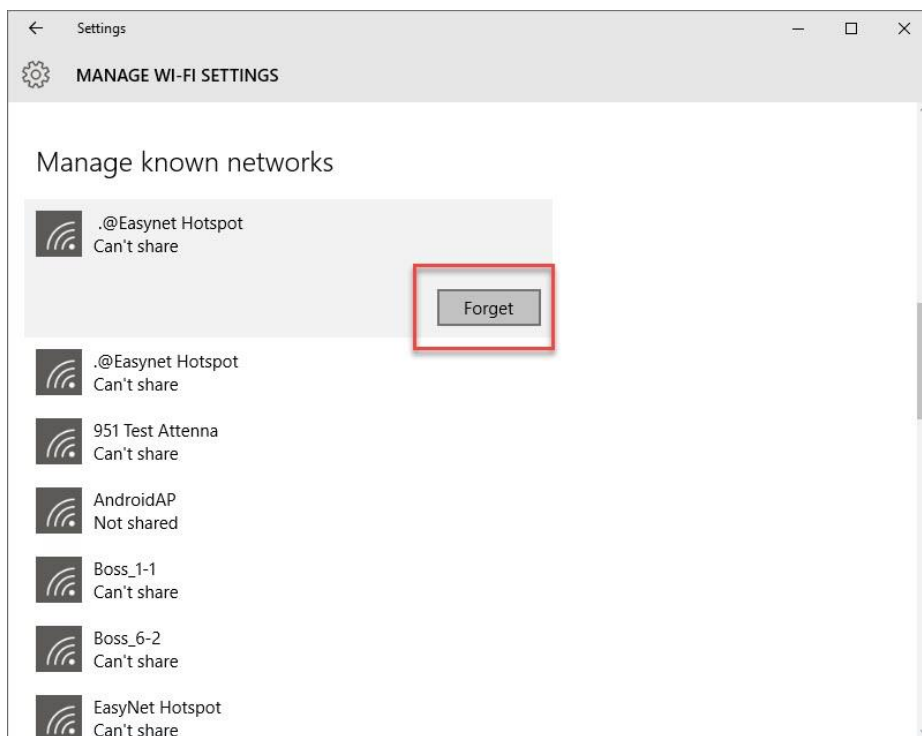 Settings
MANAGE WI-FI SETTINGS
Manage known networks
.@Easynet Hotspot
Can't share
Forget
.@Easynet Hotspot
Can't share
951 Test Attenna
Can't share
AndroidAP
Not shared
Boss_1-1
Can't share
Boss_6-2
Can't share
EasyNet Hotspot
Can't share